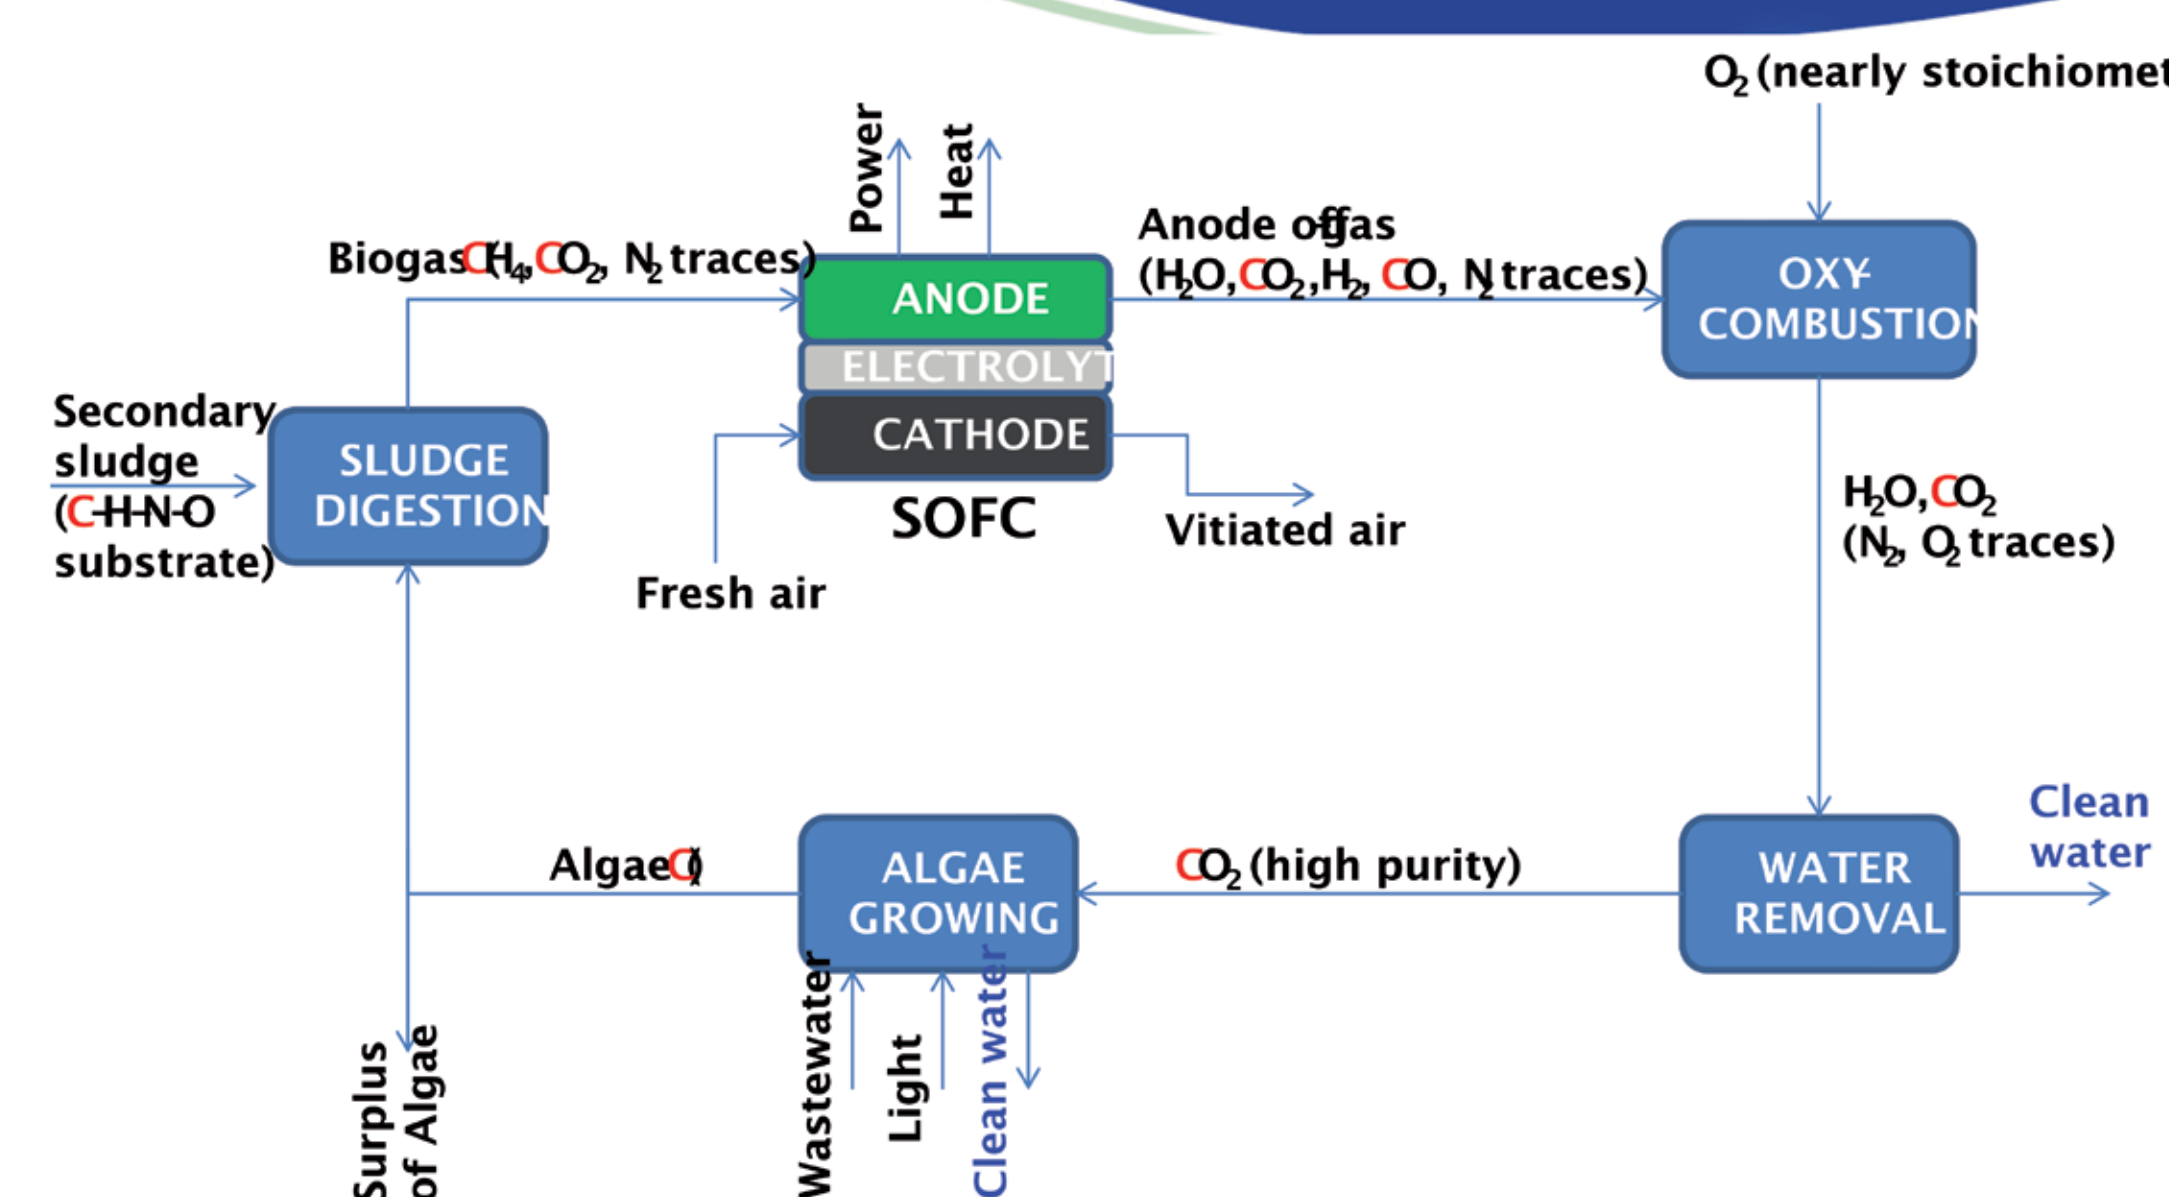 O2 (nearly stoichiomet
Power
Heat
Biogas (CH4, CO2, N2 traces)
Anode off-gas
(H2O, CO2, H2, CO, N2 traces)
ANODE
ELECTROLYT
CATHODE
SOFC
OXY-
COMBUSTION
Secondary
sludge
(C-H-N-O
substrate)
SLUDGE
DIGESTION
Fresh air
Vitiated air
H2O, CO2
(N2, O2 traces)
Algae (C)
ALGAE
GROWING
CO2 (high purity)
WATER
REMOVAL
Clean
water
Surplus
of Algae
Wastewater
Light
Clean water